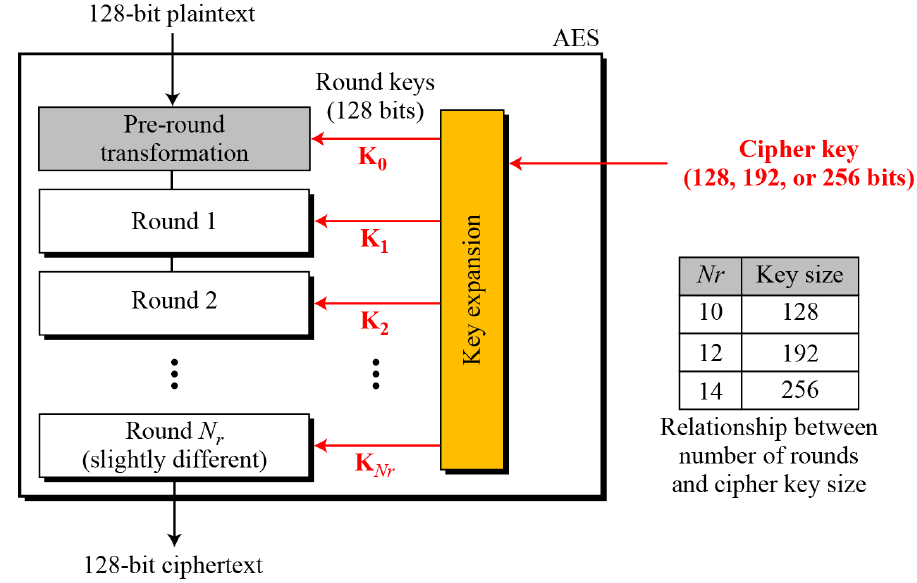 128-bit plaintext
AES
Round keys
(128 bits)
Pre-round
transformation
K0
Cipher key
(128, 192, or 256 bits)
Round 1
K1
Round 2
K2
Key expansion
Round Nr
(slightly different)
KNr
128-bit ciphertext
Nr Key size
10 128
12 192
14 256
Relationship between
number of rounds
and cipher key size